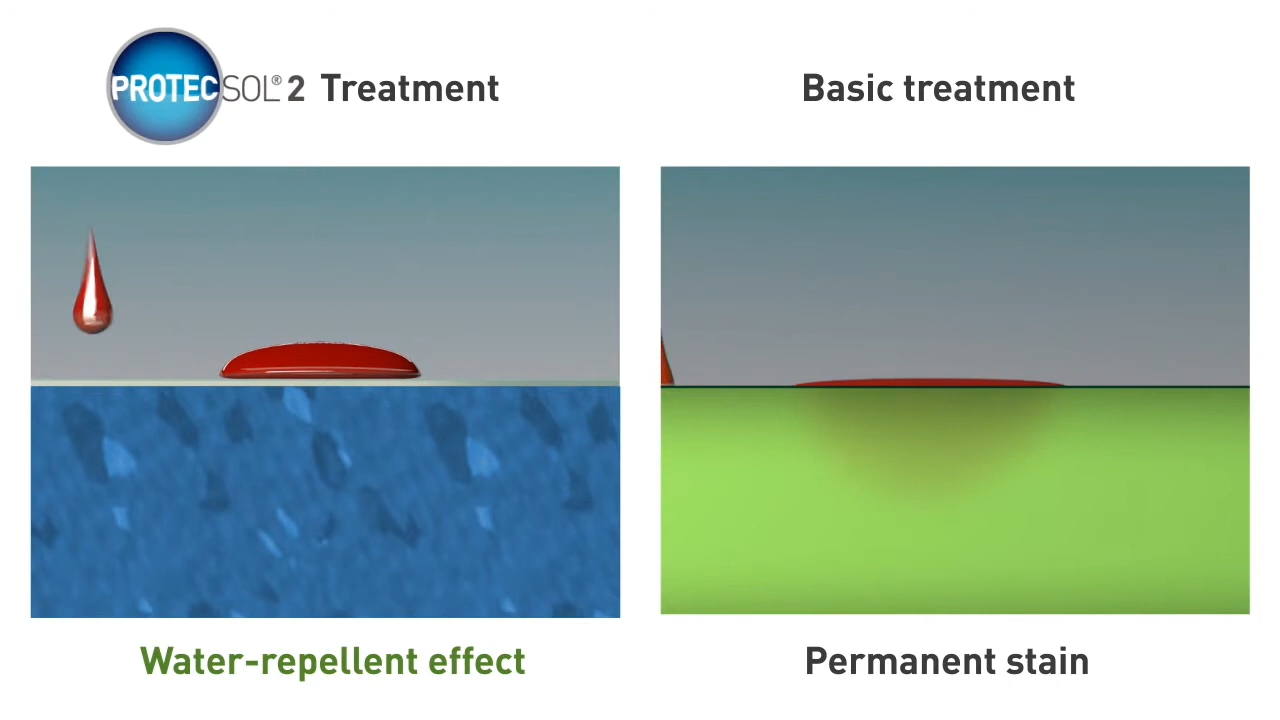 PROTECSOL® 2 Treatment
Basic treatment
Water-repellent effect
Permanent stain